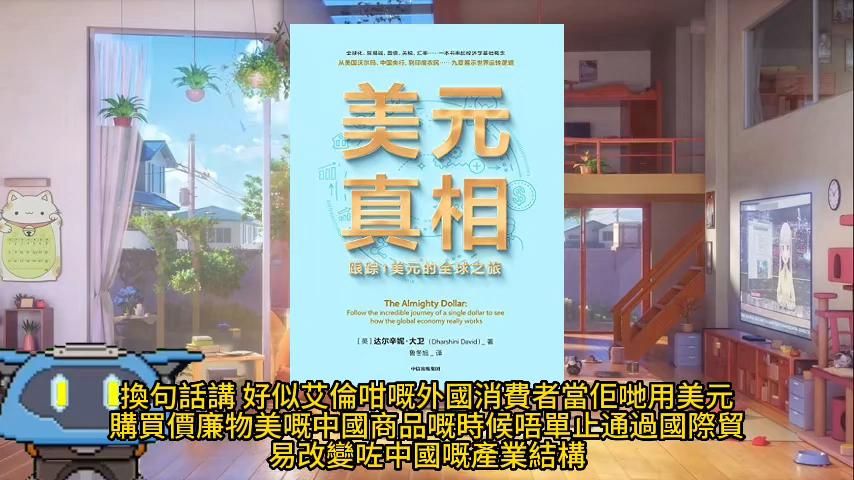 全球化、贸易战、国债、关税、汇率……一本书串起经济学基础概念
从美国沃尔玛、中国央行、到印度农民……九章揭示世界运转逻辑
美元
真相
跟踪1美元的全球之旅
The Almighty Dollar:
Follow the incredible journey of a single dollar to see
how the global economy really works
[英] 达尔辛妮·大卫 (Dharshini David) _ 著
鲁冬旭 _ 译
中信出版集团
換句話講 好似艾倫咁嘅外國消費者當佢哋用美元
購買價廉物美嘅中國商品嘅時候唔單止通過國際貿
易改變咗中國嘅產業結構